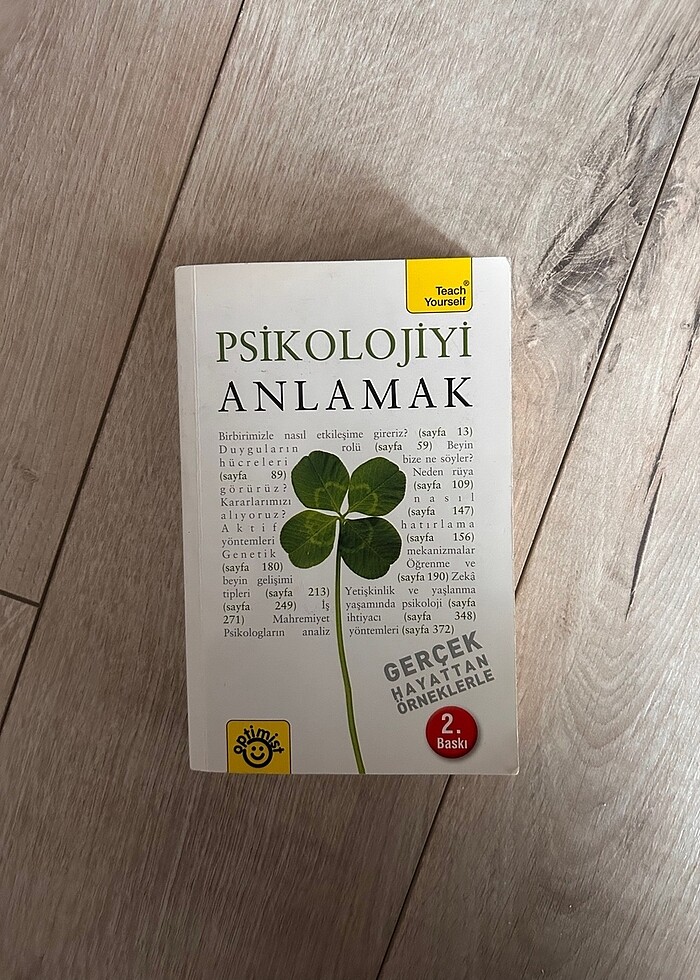 Teach®
Yourself
PSİKOLOJİYİ
ANLAMAK
Birbirimizle nasıl etkileşime gireriz? (sayfa 13)
Duyguların rolü (sayfa 59) Beyin
hücreleri bize ne söyler?
(sayfa 89) Neden rüya
görürüz? (sayfa 109)
Kararlarımızı nasıl
alıyoruz? (sayfa 147)
Aktif hatırlama
yöntemleri (sayfa 156)
Genetik mekanizmalar
(sayfa 180) Öğrenme ve
beyin gelişimi (sayfa 190) Zekâ
tipleri (sayfa 213) Yetişkinlik ve yaşlanma
(sayfa 249) İş yaşamında psikoloji (sayfa
271) Mahremiyet ihtiyacı (sayfa 348)
Psikologların analiz yöntemleri (sayfa 372)
GERÇEK
HAYATTAN
ÖRNEKLERLE
2.
Baskı
optimist